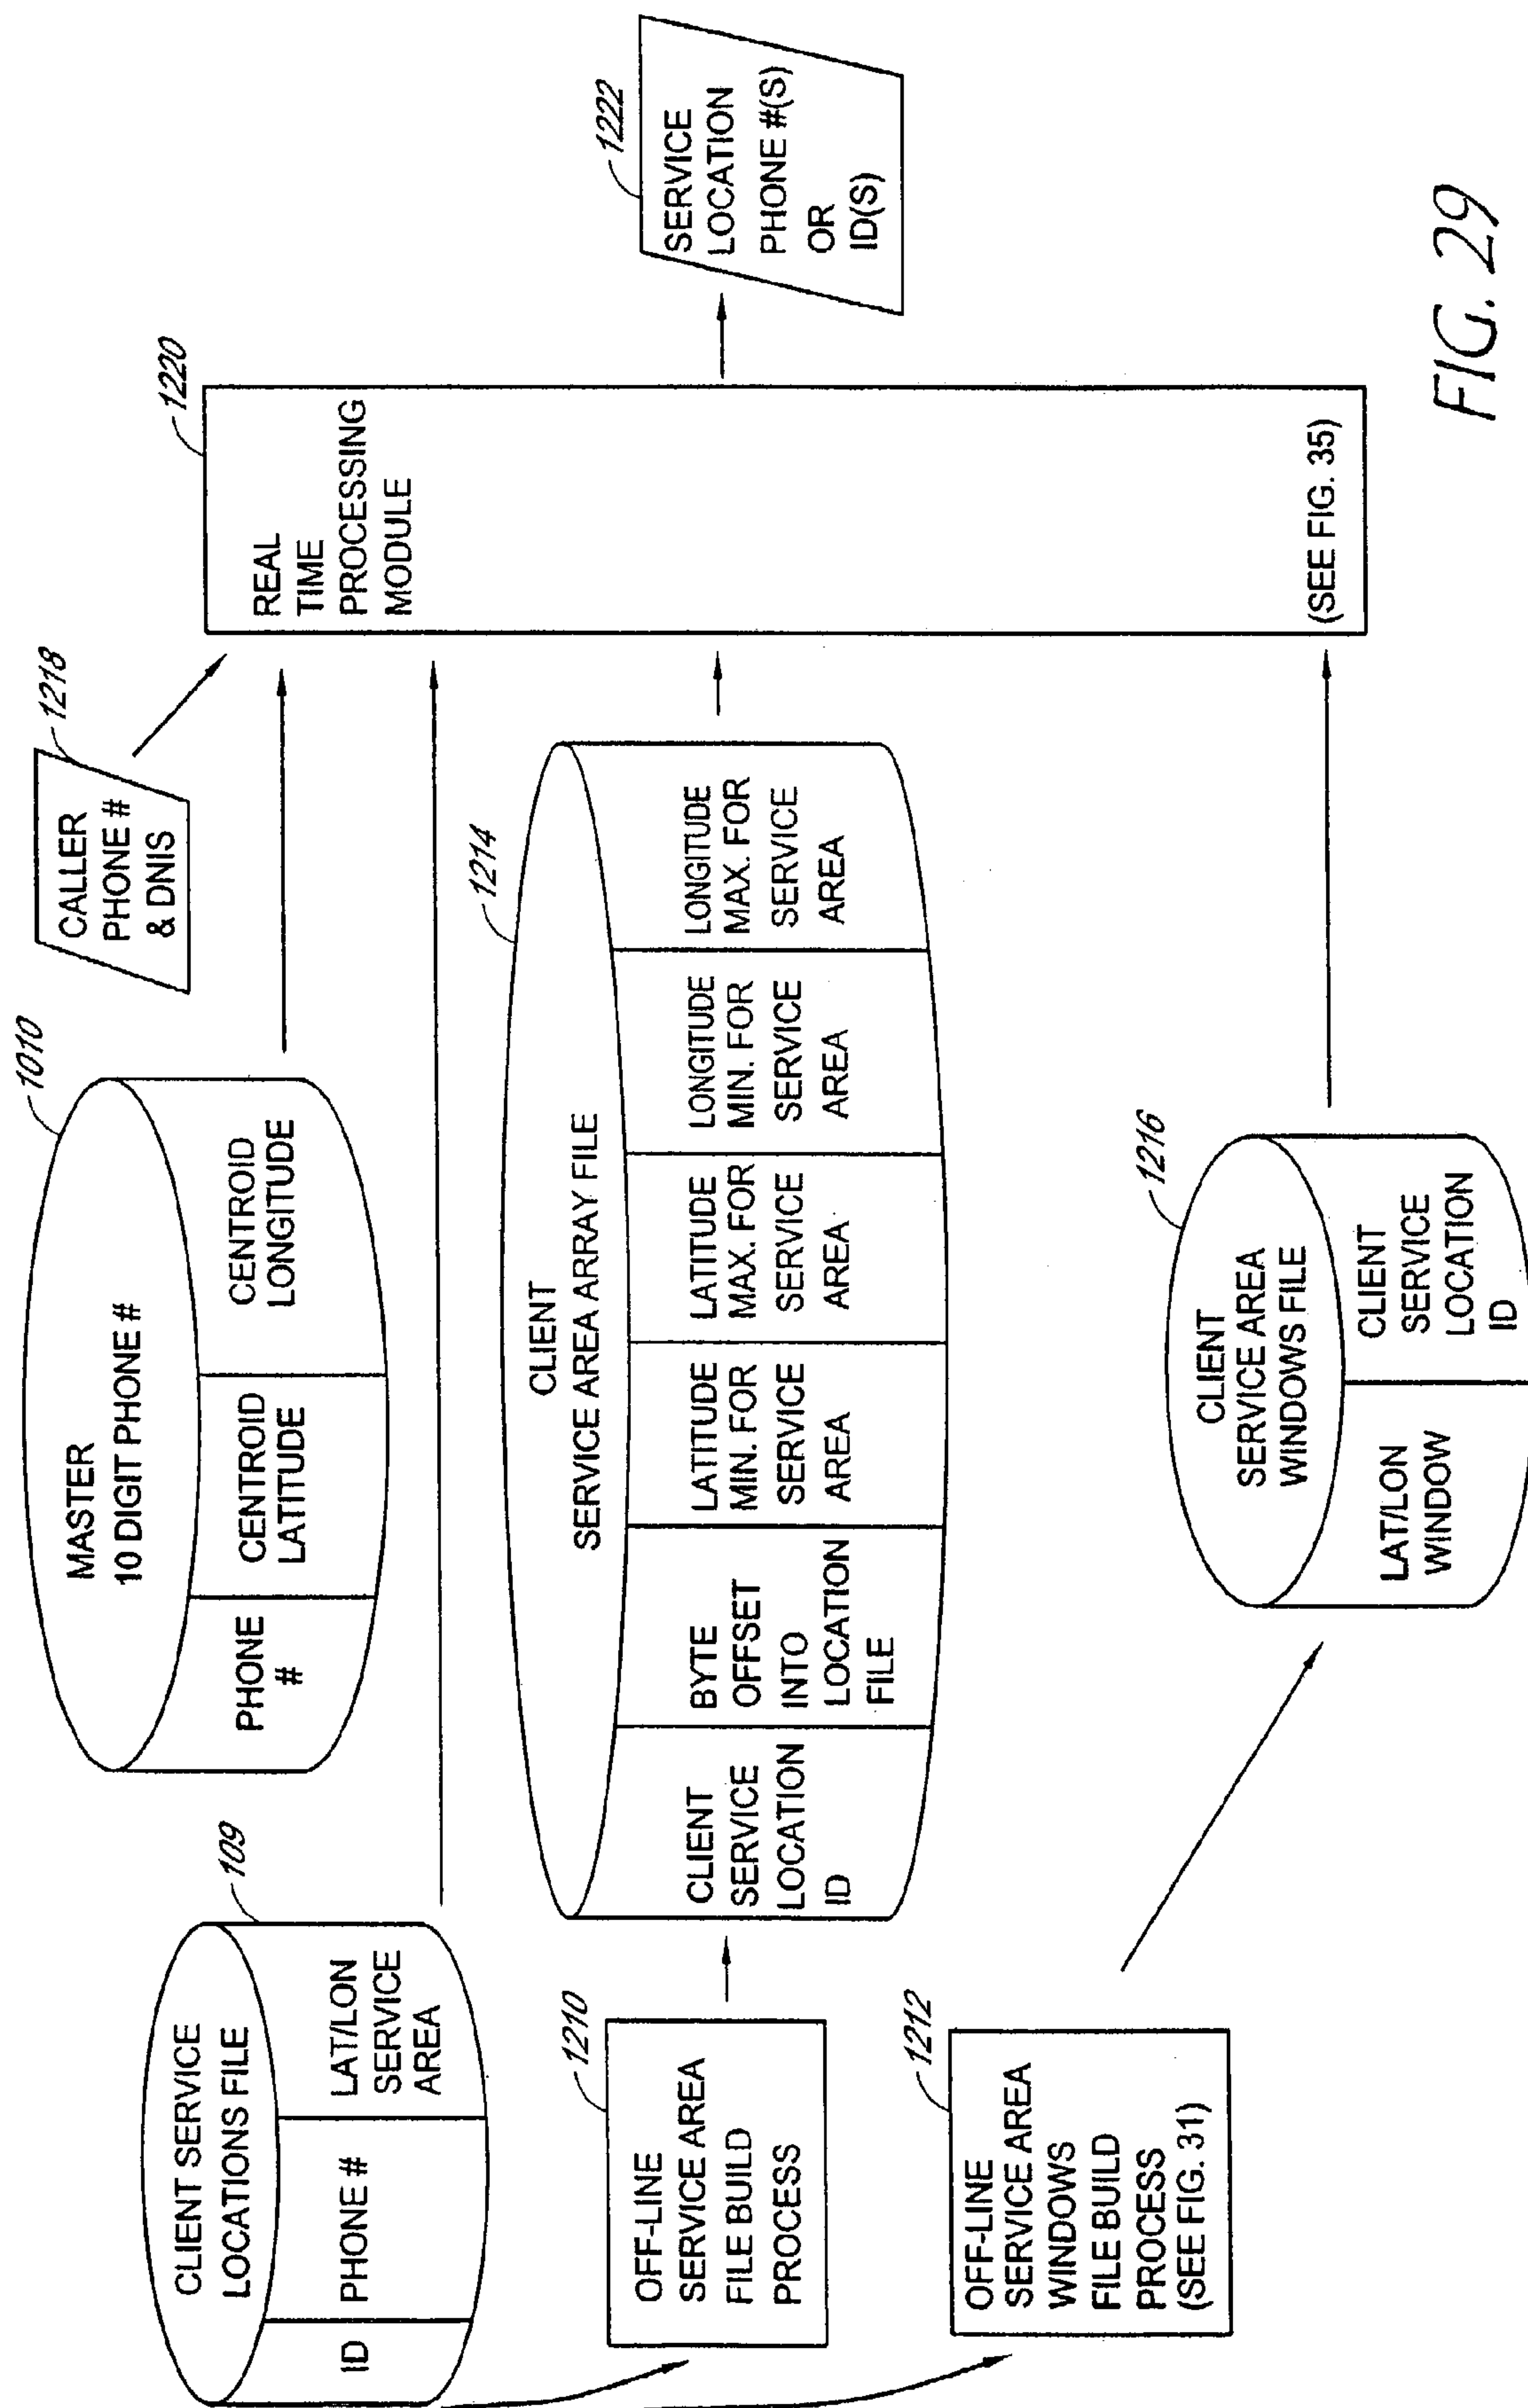 109
CLIENT SERVICE
LOCATIONS FILE
ID
PHONE #
LAT/LON
SERVICE
AREA
1010
MASTER
10 DIGIT PHONE #
PHONE
#
CENTROID
LATITUDE
CENTROID
LONGITUDE
1218
CALLER
PHONE #
& DNIS
1220
REAL
TIME
PROCESSING
MODULE
(SEE FIG. 35)
1210
OFF-LINE
SERVICE AREA
FILE BUILD
PROCESS
1214
CLIENT
SERVICE AREA ARRAY FILE
CLIENT
SERVICE
LOCATION
ID
BYTE
OFFSET
INTO
LOCATION
FILE
LATITUDE
MIN. FOR
SERVICE
AREA
LATITUDE
MAX. FOR
SERVICE
AREA
LONGITUDE
MIN. FOR
SERVICE
AREA
LONGITUDE
MAX. FOR
SERVICE
AREA
1222
SERVICE
LOCATION
PHONE #(S)
OR
ID(S)
1212
OFF-LINE
SERVICE AREA
WINDOWS
FILE BUILD
PROCESS
(SEE FIG. 31)
1216
CLIENT
SERVICE AREA
WINDOWS FILE
LAT/LON
WINDOW
CLIENT
SERVICE
LOCATION
ID
FIG. 29